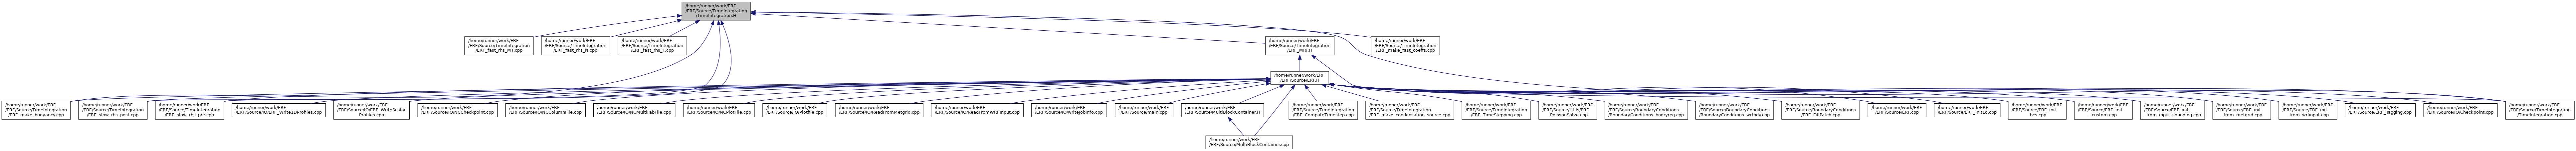 /home/runner/work/ERF
/ERF/Source/TimeIntegration
/TimeIntegration.H
/home/runner/work/ERF
/ERF/Source/TimeIntegration
/ERF_fast_rhs_MT.cpp
/home/runner/work/ERF
/ERF/Source/TimeIntegration
/ERF_fast_rhs_N.cpp
/home/runner/work/ERF
/ERF/Source/TimeIntegration
/ERF_fast_rhs_T.cpp
/home/runner/work/ERF
/ERF/Source/TimeIntegration
/ERF_MRI.H
/home/runner/work/ERF
/ERF/Source/TimeIntegration
/ERF_make_fast_coeffs.cpp
/home/runner/work/ERF
/ERF/Source/ERF.H
/home/runner/work/ERF
/ERF/Source/TimeIntegration
/ERF_make_buoyancy.cpp
/home/runner/work/ERF
/ERF/Source/TimeIntegration
/ERF_slow_rhs_post.cpp
/home/runner/work/ERF
/ERF/Source/TimeIntegration
/ERF_slow_rhs_pre.cpp
/home/runner/work/ERF
/ERF/Source/IO/ERF_Write1DProfiles.cpp
/home/runner/work/ERF
/ERF/Source/IO/ERF_WriteScalar
Profiles.cpp
/home/runner/work/ERF
/ERF/Source/IO/NCCheckpoint.cpp
/home/runner/work/ERF
/ERF/Source/IO/NCColumnFile.cpp
/home/runner/work/ERF
/ERF/Source/IO/NCMultiFabFile.cpp
/home/runner/work/ERF
/ERF/Source/IO/NCPlotFile.cpp
/home/runner/work/ERF
/ERF/Source/IO/Plotfile.cpp
/home/runner/work/ERF
/ERF/Source/IO/ReadFromMetgrid.cpp
/home/runner/work/ERF
/ERF/Source/IO/ReadFromWRFInput.cpp
/home/runner/work/ERF
/ERF/Source/IO/writeJobInfo.cpp
/home/runner/work/ERF
/ERF/Source/main.cpp
/home/runner/work/ERF
/ERF/Source/MultiBlockContainer.H
/home/runner/work/ERF
/ERF/Source/TimeIntegration
/ERF_ComputeTimestep.cpp
/home/runner/work/ERF
/ERF/Source/TimeIntegration
/ERF_make_condensation_source.cpp
/home/runner/work/ERF
/ERF/Source/TimeIntegration
/ERF_TimeStepping.cpp
/home/runner/work/ERF
/ERF/Source/Utils/ERF
_PoissonSolve.cpp
/home/runner/work/ERF
/ERF/Source/BoundaryConditions
/BoundaryConditions_bndryreg.cpp
/home/runner/work/ERF
/ERF/Source/BoundaryConditions
/BoundaryConditions_wrfbdy.cpp
/home/runner/work/ERF
/ERF/Source/BoundaryConditions
/ERF_FillPatch.cpp
/home/runner/work/ERF
/ERF/Source/ERF.cpp
/home/runner/work/ERF
/ERF/Source/ERF_init1d.cpp
/home/runner/work/ERF
/ERF/Source/ERF_init
_bcs.cpp
/home/runner/work/ERF
/ERF/Source/ERF_init
_custom.cpp
/home/runner/work/ERF
/ERF/Source/ERF_init
_from_input_sounding.cpp
/home/runner/work/ERF
/ERF/Source/ERF_init
_from_metgrid.cpp
/home/runner/work/ERF
/ERF/Source/ERF_init
_from_wrfinput.cpp
/home/runner/work/ERF
/ERF/Source/ERF_Tagging.cpp
/home/runner/work/ERF
/ERF/Source/IO/Checkpoint.cpp
/home/runner/work/ERF
/ERF/Source/TimeIntegration
/TimeIntegration.cpp
/home/runner/work/ERF
/ERF/Source/MultiBlockContainer.cpp